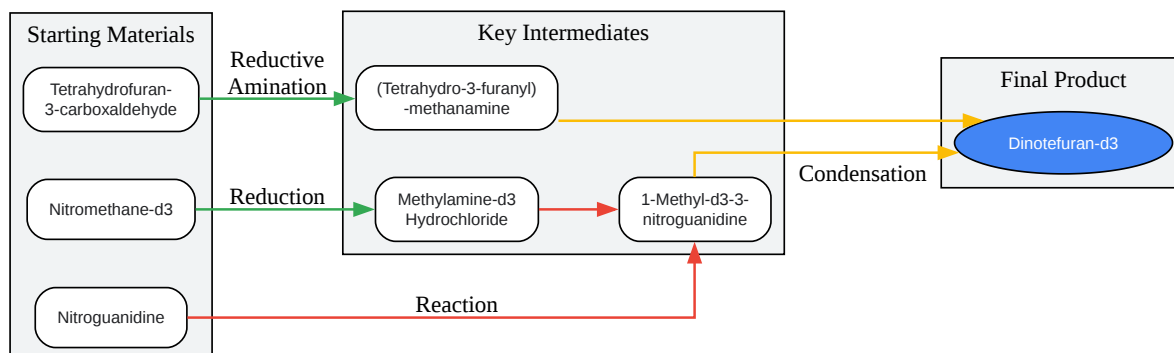 Starting Materials
Key Intermediates
Final Product
Tetrahydrofuran-
3-carboxaldehyde
Reductive
Amination
(Tetrahydro-3-furanyl)
-methanamine
Dinotefuran-d3
Condensation
Nitromethane-d3
Reduction
Methylamine-d3
Hydrochloride
1-Methyl-d3-3-
nitroguanidine
Nitroguanidine
Reaction